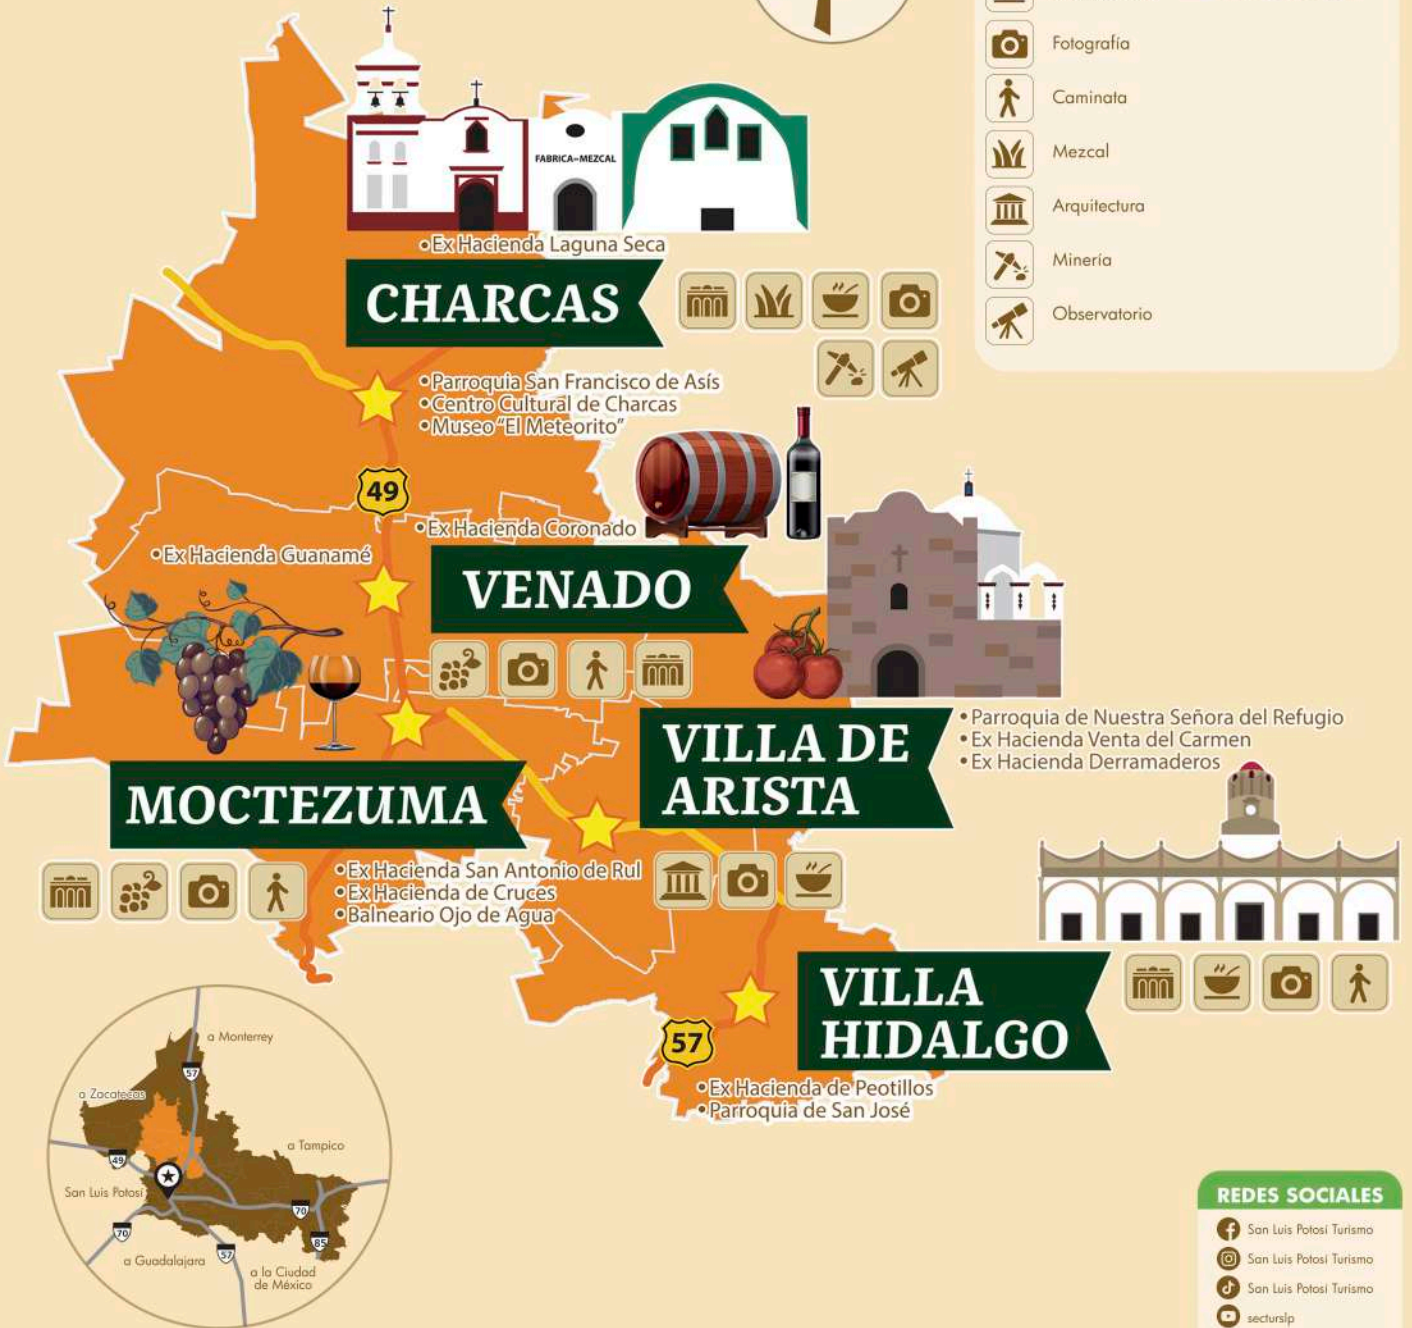 Fotografía
Caminata
Mezcal
Arquitectura
Minería
Observatorio
FABRICA DE MEZCAL
•Ex Hacienda Laguna Seca
CHARCAS
•Parroquia San Francisco de Asís
•Centro Cultural de Charcas
•Museo "El Meteorito"
49
•Ex Hacienda Coronado
•Ex Hacienda Guanamé
VENADO
VILLA DE
ARISTA
•Parroquia de Nuestra Señora del Refugio
•Ex Hacienda Venta del Carmen
•Ex Hacienda Derramaderos
MOCTEZUMA
•Ex Hacienda San Antonio de Rul
•Ex Hacienda de Cruces
•Balneario Ojo de Agua
VILLA
HIDALGO
57
•Ex Hacienda de Peotillos
•Parroquia de San José
a Monterrey
57
a Zacatecas
a Tampico
49
San Luis Potosí
70
70
85
a Guadalajara
57
a la Ciudad
de México
REDES SOCIALES
San Luis Potosí Turismo
San Luis Potosí Turismo
San Luis Potosí Turismo
secturslp